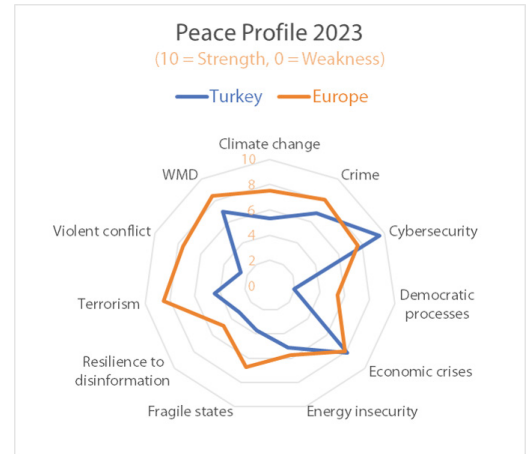 Peace Profile 2023
(10 = Strength, 0 = Weakness)
Turkey Europe
Climate change
Crime
Cybersecurity
Democratic
processes
Economic crises
Energy insecurity
Fragile states
Resilience to
disinformation
Terrorism
Violent conflict
WMD
10
8
6
4
2
0